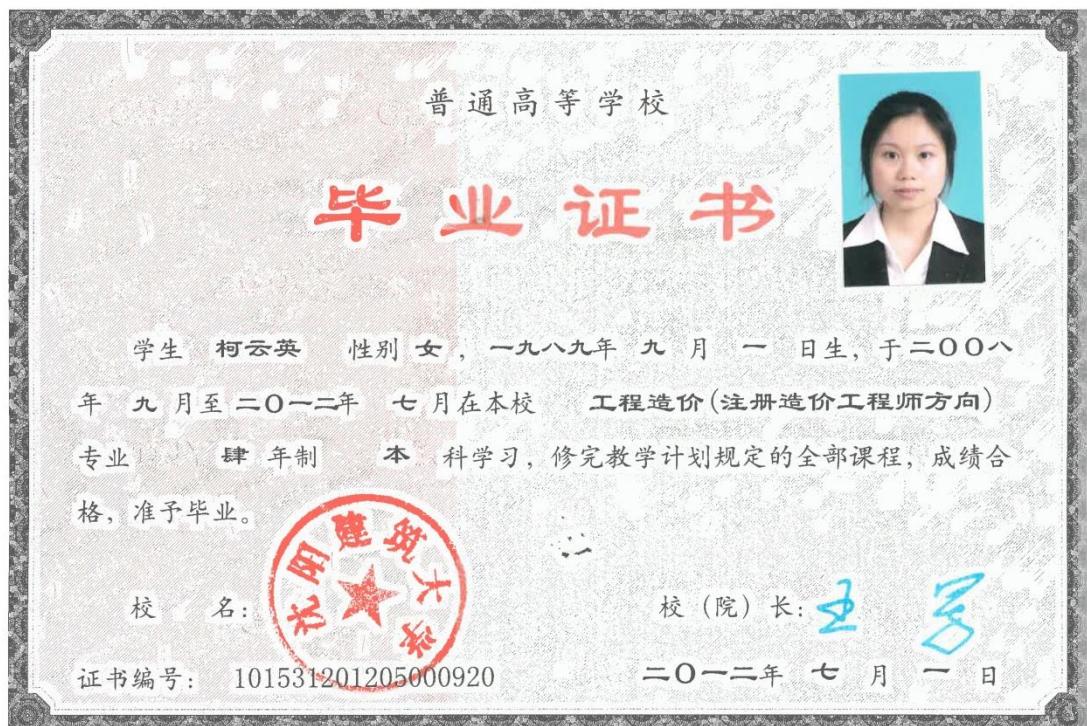 普通高等学校
毕业证书
学生 柯云英 性别 女，一九八九年 九 月 一 日生，于二〇〇八
年 九 月至二〇一二年 七 月在本校 工程造价(注册造价工程师方向)
专业 肆 年制 本 科学习，修完教学计划规定的全部课程，成绩合
格，准予毕业。
沈阳建筑大学
校 名： 校（院）长：
证书编号： 101531201205000920 二〇一二年 七 月 一 日